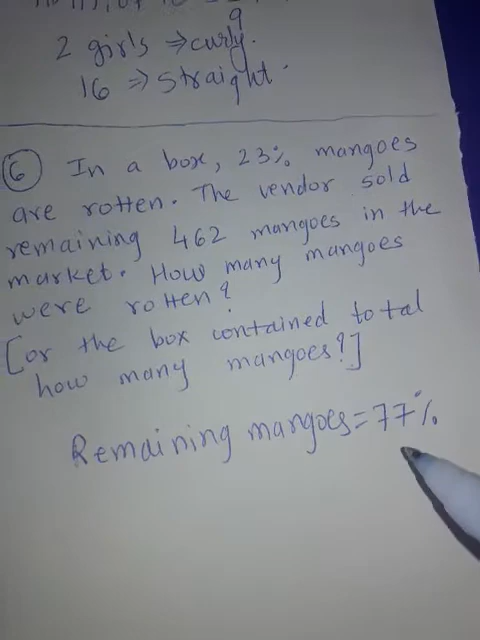 2 girls ⇒ curly.
16 ⇒ Straight.
6 In a box, 23% mangoes
are rotten. The vendor sold
remaining 462 mangoes in the
market. How many mangoes
were rotten?
[or the box contained total
how many mangoes?]
Remaining mangoes = 77%